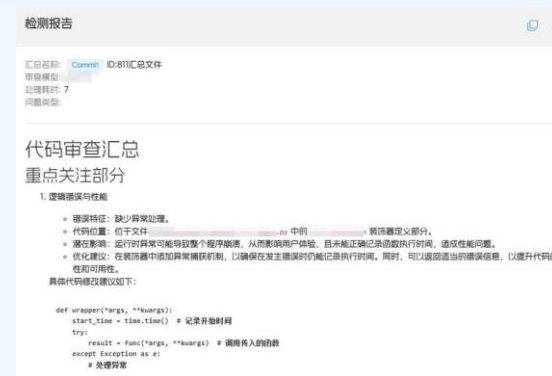 检测报告
汇总名称: Commit ID:811汇总文件
审查模型:
处理耗时: 7
问题类型:
代码审查汇总
重点关注部分
1. 逻辑错误与性能
错误特征：缺少异常处理。
代码位置：位于文件 .py 中的 装饰器定义部分。
潜在影响：运行时异常可能导致整个程序崩溃，从而影响用户体验，且未能正确记录函数执行时间，造成性能问题。
优化建议：在装饰器中添加异常捕获机制，以确保在发生错误时仍能记录执行时间。同时，可以返回适当的错误信息，以提升代码的
性和可用性。
具体代码修改建议如下：
def wrapper(*args, **kwargs):
start_time = time.time() # 记录开始时间
try:
result = func(*args, **kwargs) # 调用传入的函数
except Exception as e:
# 处理异常